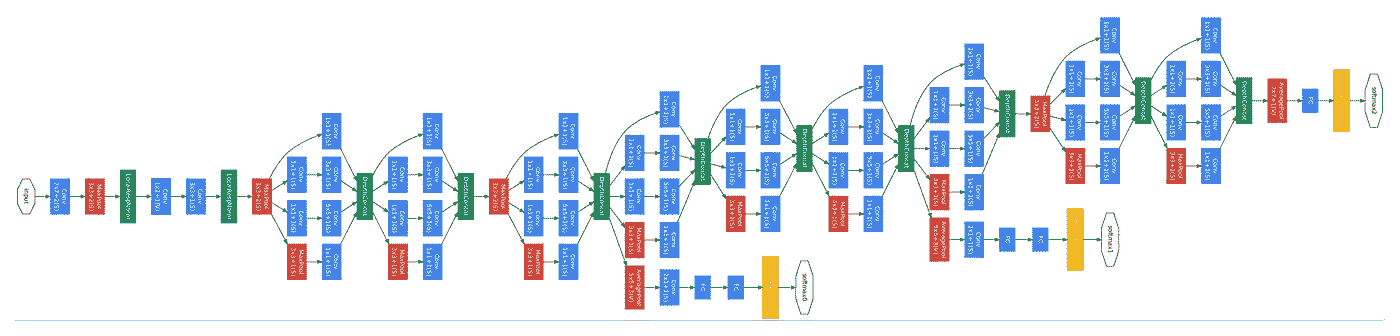 input
Conv
7x7+2(S)
MaxPool
3x3+2(S)
LocalRespNorm
Conv
1x1+1(V)
Conv
3x3+1(S)
LocalRespNorm
MaxPool
3x3+2(S)
Conv
1x1+1(S)
Conv
1x1+1(S)
MaxPool
3x3+1(S)
Conv
1x1+1(S)
Conv
3x3+1(S)
Conv
5x5+1(S)
Conv
1x1+1(S)
DepthConcat
Conv
1x1+1(S)
Conv
1x1+1(S)
MaxPool
3x3+1(S)
Conv
1x1+1(S)
Conv
3x3+1(S)
Conv
5x5+1(S)
Conv
1x1+1(S)
DepthConcat
MaxPool
3x3+2(S)
Conv
1x1+1(S)
Conv
1x1+1(S)
MaxPool
3x3+1(S)
Conv
1x1+1(S)
Conv
3x3+1(S)
Conv
5x5+1(S)
Conv
1x1+1(S)
DepthConcat
Conv
1x1+1(S)
Conv
1x1+1(S)
MaxPool
3x3+1(S)
AveragePool
5x5+3(V)
Conv
1x1+1(S)
Conv
3x3+1(S)
Conv
5x5+1(S)
Conv
1x1+1(S)
Conv
1x1+1(S)
DepthConcat
FC
FC
softmax0
Conv
1x1+1(S)
Conv
1x1+1(S)
MaxPool
3x3+1(S)
Conv
1x1+1(S)
Conv
3x3+1(S)
Conv
5x5+1(S)
Conv
1x1+1(S)
DepthConcat
Conv
1x1+1(S)
Conv
1x1+1(S)
MaxPool
3x3+1(S)
Conv
1x1+1(S)
Conv
3x3+1(S)
Conv
5x5+1(S)
Conv
1x1+1(S)
DepthConcat
Conv
1x1+1(S)
Conv
1x1+1(S)
MaxPool
3x3+1(S)
AveragePool
5x5+3(V)
Conv
1x1+1(S)
Conv
3x3+1(S)
Conv
5x5+1(S)
Conv
1x1+1(S)
Conv
1x1+1(S)
DepthConcat
FC
FC
softmax1
MaxPool
3x3+2(S)
Conv
1x1+1(S)
Conv
1x1+1(S)
MaxPool
3x3+1(S)
Conv
1x1+1(S)
Conv
3x3+1(S)
Conv
5x5+1(S)
Conv
1x1+1(S)
DepthConcat
Conv
1x1+1(S)
Conv
1x1+1(S)
MaxPool
3x3+1(S)
Conv
1x1+1(S)
Conv
3x3+1(S)
Conv
5x5+1(S)
Conv
1x1+1(S)
DepthConcat
AveragePool
7x7+1(V)
FC
softmax2